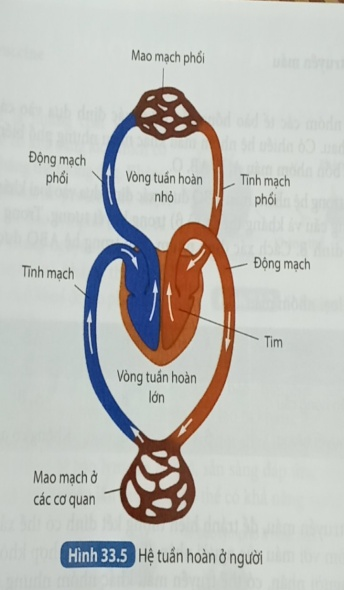 Mao mạch phổi
Động mạch
phổi
Vòng tuần hoàn
nhỏ
Tĩnh mạch
phổi
Tĩnh mạch
Động mạch
Tim
Vòng tuần hoàn
lớn
Mao mạch ở
các cơ quan
Hình 33.5 Hệ tuần hoàn ở người